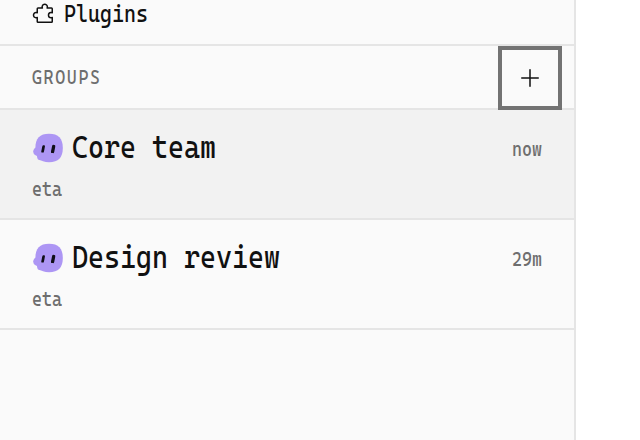 Plugins
GROUPS
Core team now
eta
Design review 29m
eta